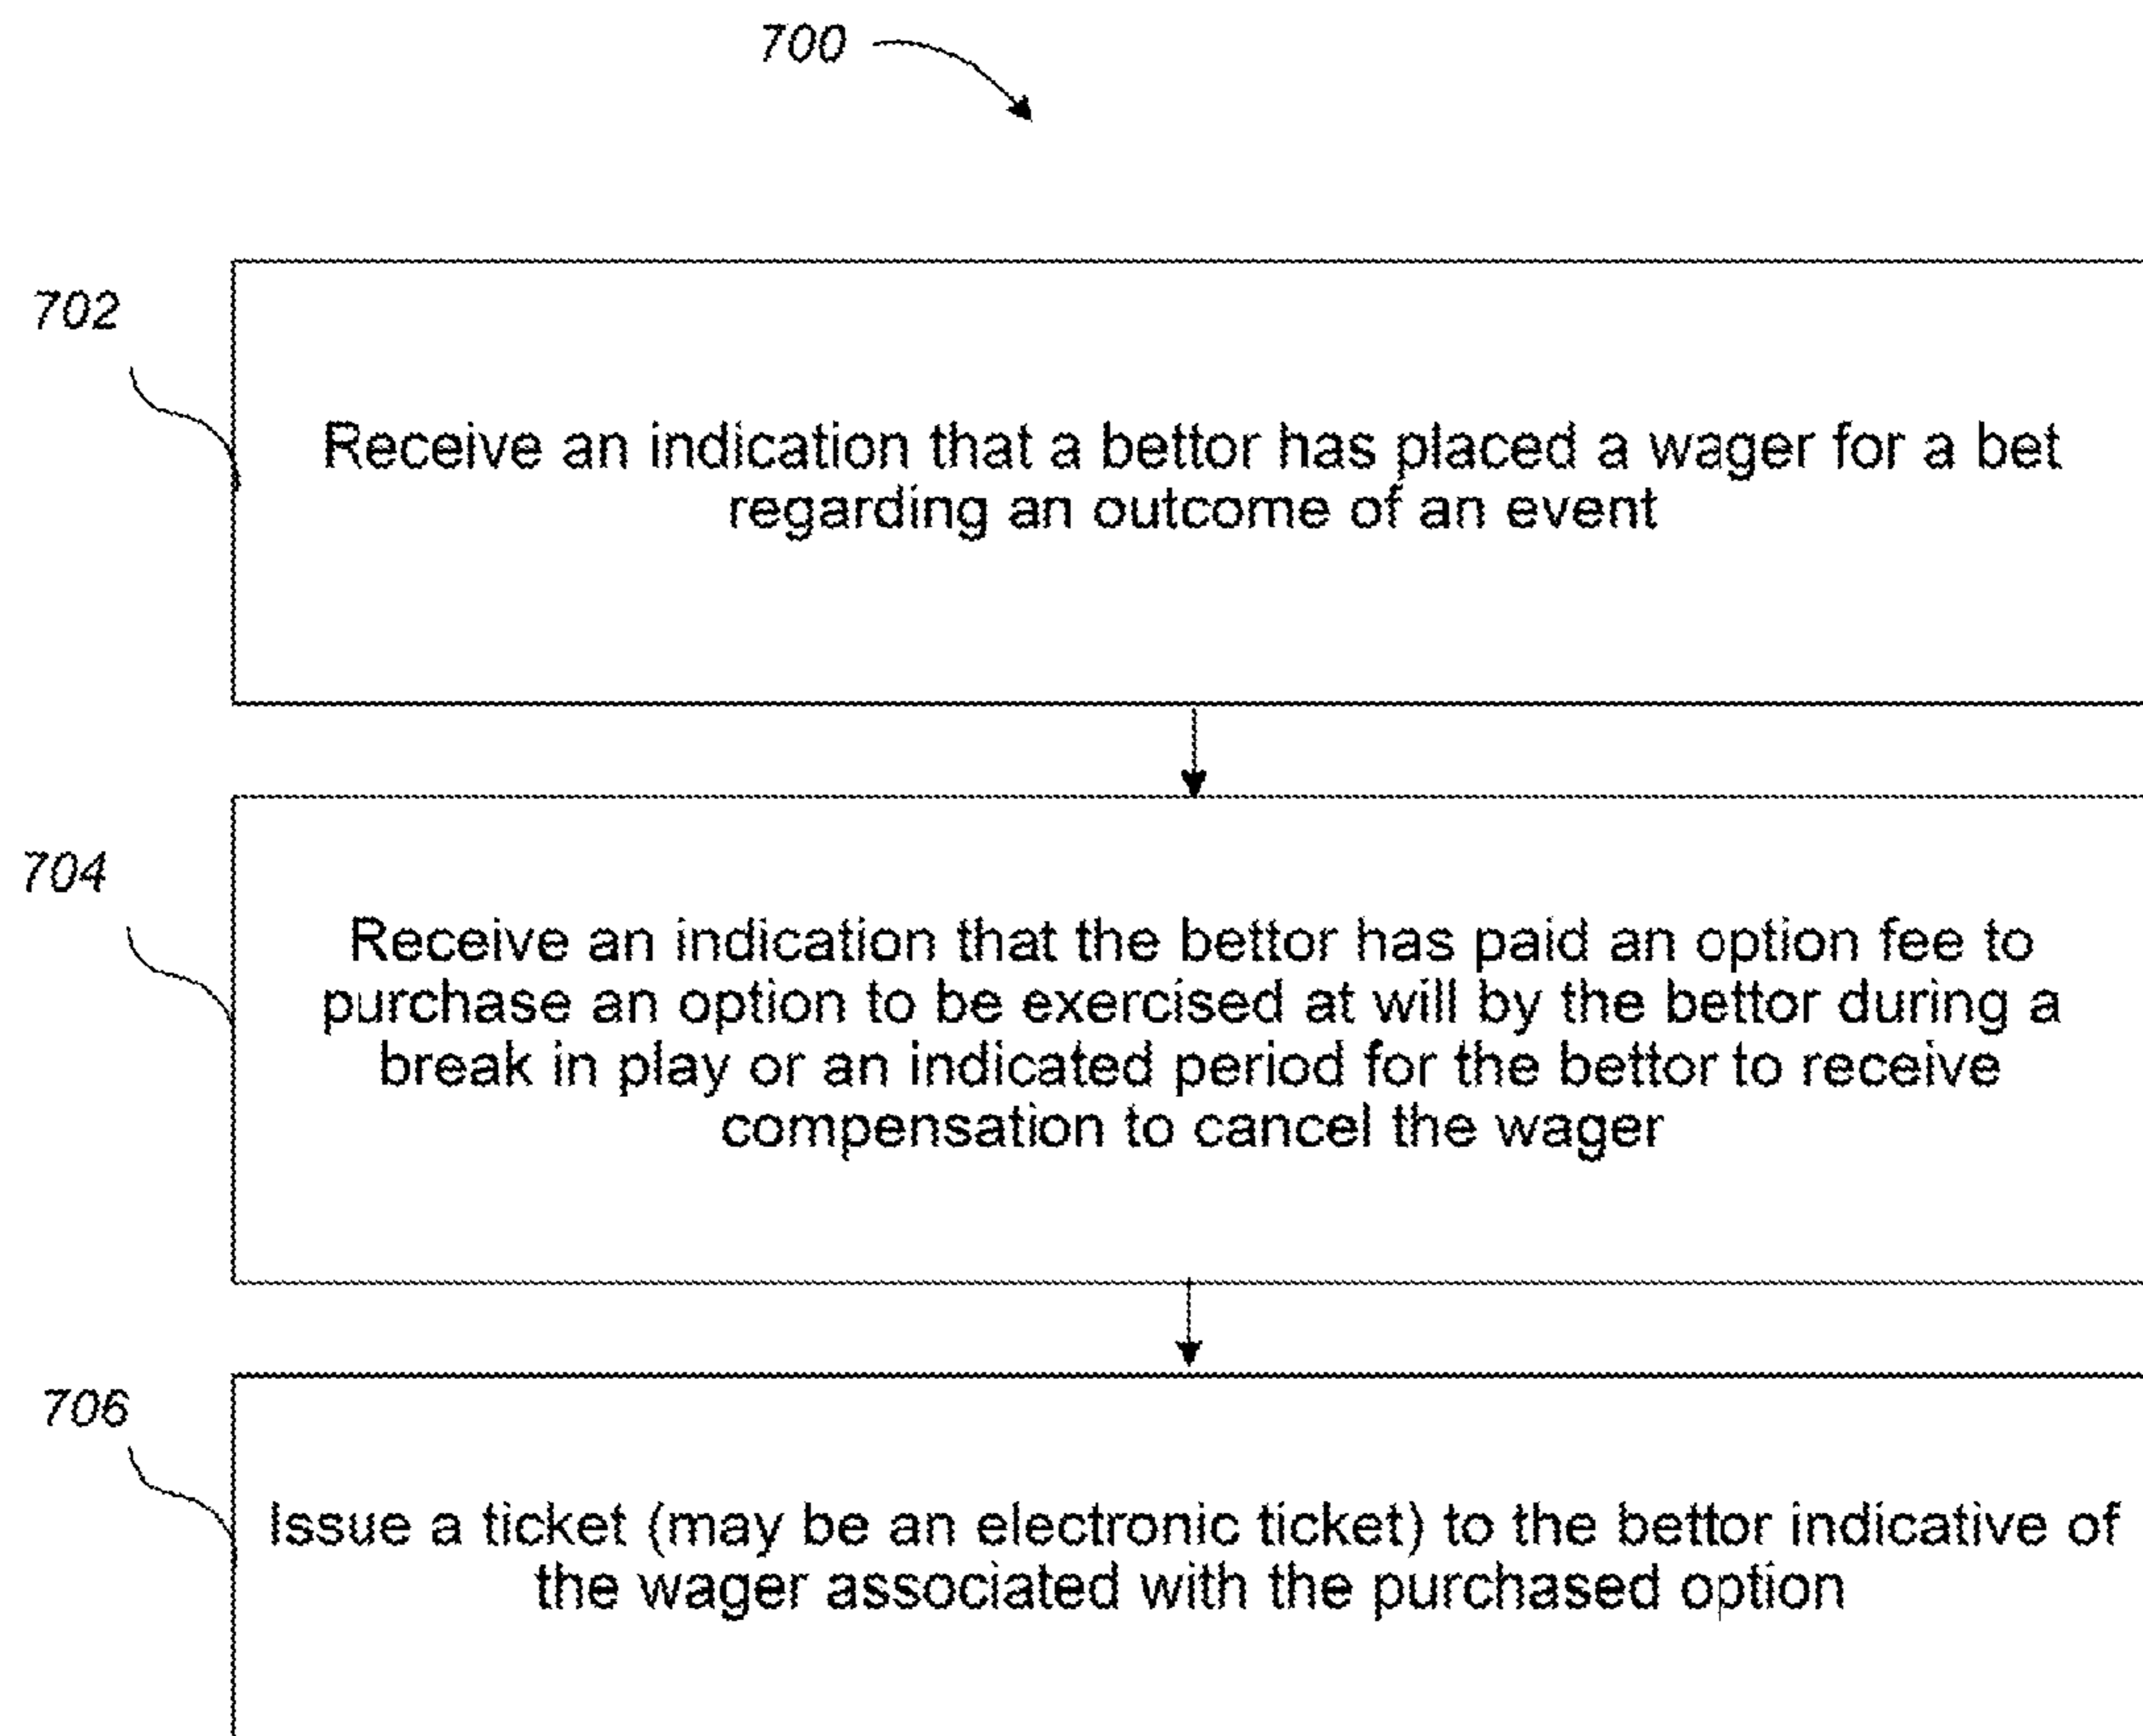 700
702
Receive an indication that a bettor has placed a wager for a bet
regarding an outcome of an event
704
Receive an indication that the bettor has paid an option fee to
purchase an option to be exercised at will by the bettor during a
break in play or an indicated period for the bettor to receive
compensation to cancel the wager
706
Issue a ticket (may be an electronic ticket) to the bettor indicative of
the wager associated with the purchased option